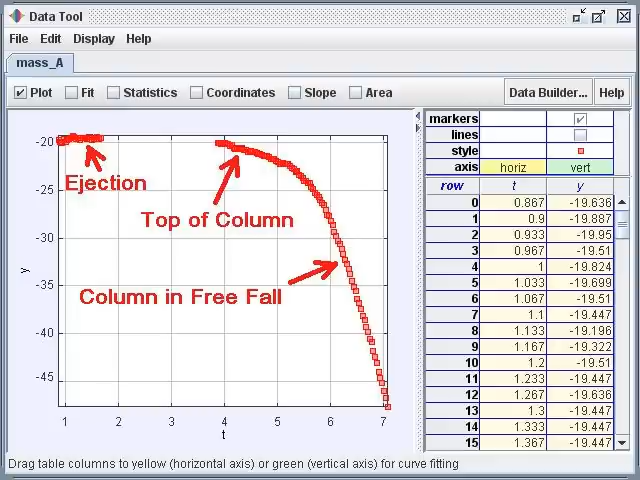 Data Tool
File Edit Display Help
mass_A
Plot Fit Statistics Coordinates Slope Area Data Builder... Help
markers
lines
style
axis horiz vert
row t y
0 0.867 -19.636
1 0.9 -19.887
2 0.933 -19.95
3 0.967 -19.51
4 1 -19.824
5 1.033 -19.699
6 1.067 -19.51
7 1.1 -19.447
8 1.133 -19.196
9 1.167 -19.322
10 1.2 -19.51
11 1.233 -19.447
12 1.267 -19.636
13 1.3 -19.447
14 1.333 -19.447
15 1.367 -19.447
-20
-25
-30
-35
-40
-45
y
Ejection
Top of Column
Column in Free Fall
1 2 3 4 5 6 7
t
Drag table columns to yellow (horizontal axis) or green (vertical axis) for curve fitting